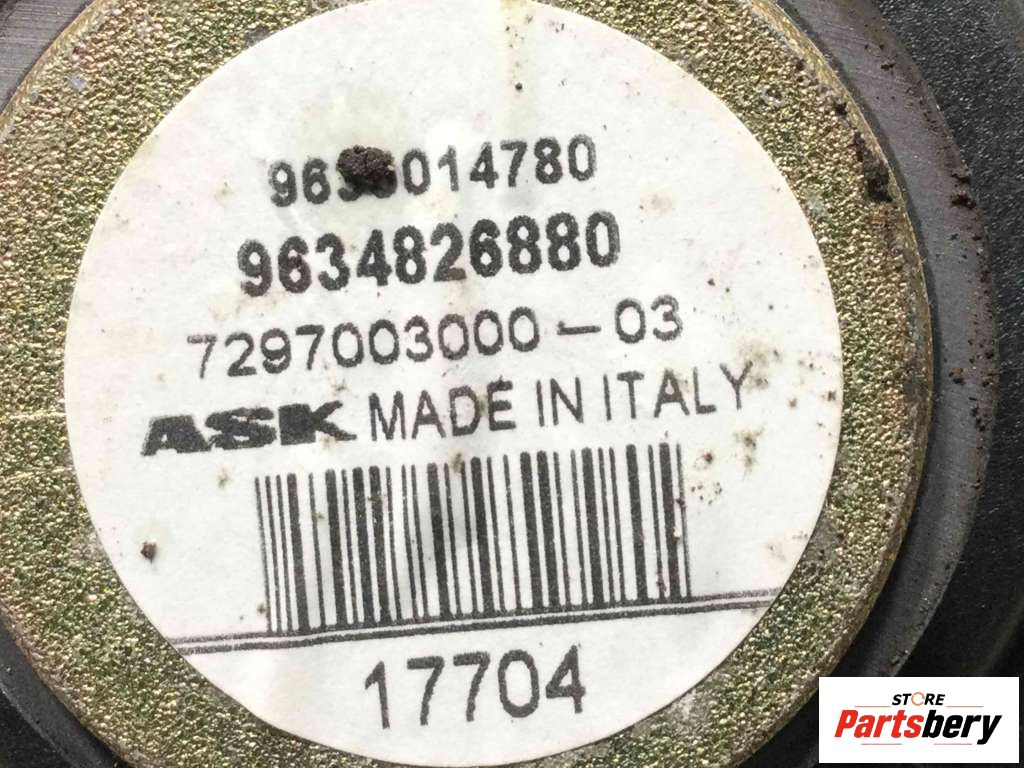 9634826880
7297003000-03
ASK MADE IN ITALY
17704
STORE
Partsbery